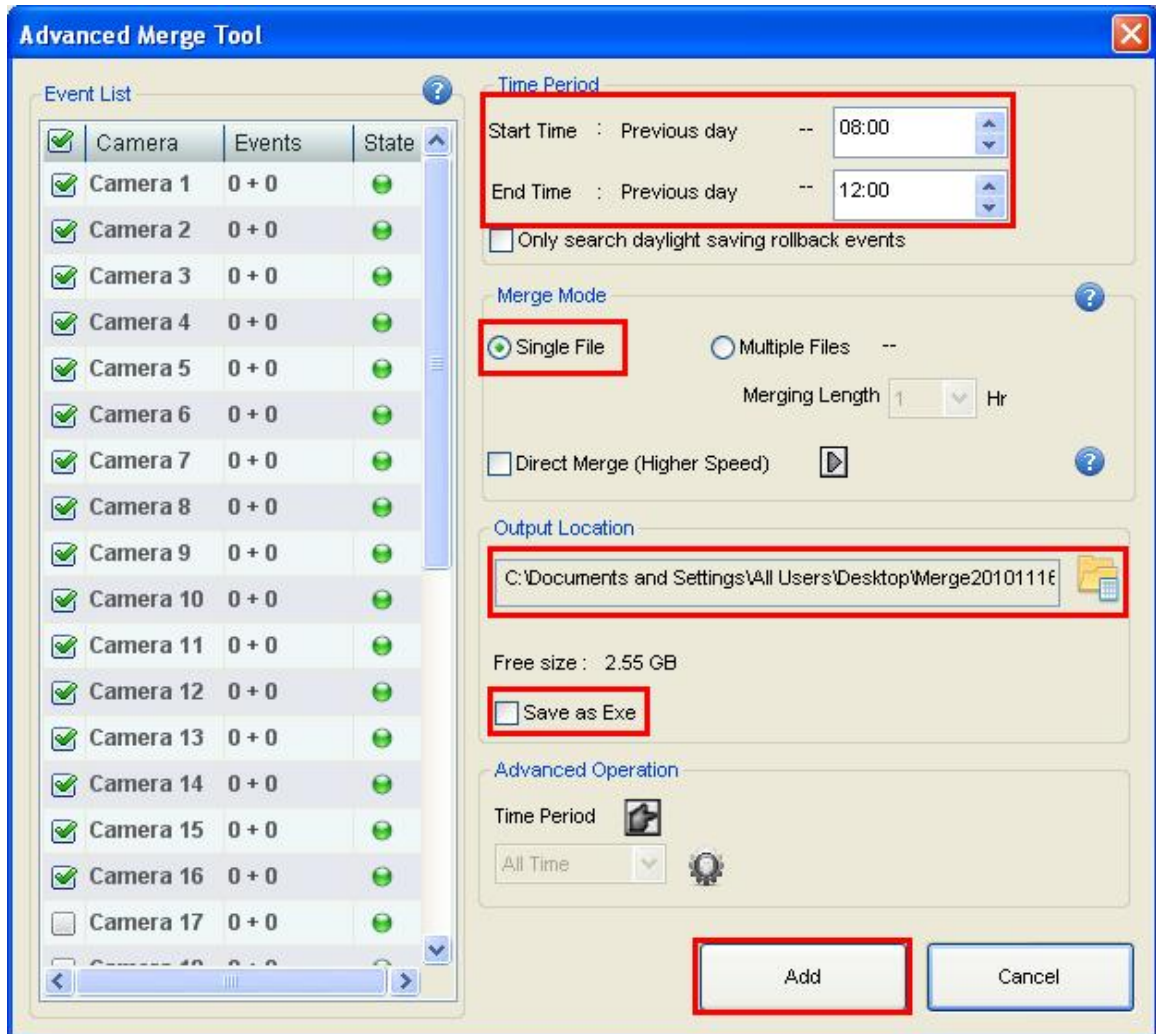 Advanced Merge Tool
Event List
Camera Events State
Camera 1 0 + 0
Camera 2 0 + 0
Camera 3 0 + 0
Camera 4 0 + 0
Camera 5 0 + 0
Camera 6 0 + 0
Camera 7 0 + 0
Camera 8 0 + 0
Camera 9 0 + 0
Camera 10 0 + 0
Camera 11 0 + 0
Camera 12 0 + 0
Camera 13 0 + 0
Camera 14 0 + 0
Camera 15 0 + 0
Camera 16 0 + 0
Camera 17 0 + 0
Time Period
Start Time : Previous day -- 08:00
End Time : Previous day -- 12:00
Only search daylight saving rollback events
Merge Mode
Single File Multiple Files --
Merging Length 1 Hr
Direct Merge (Higher Speed)
Output Location
C:\Documents and Settings\All Users\Desktop\Merge2010111
Free size : 2.55 GB
Save as Exe
Advanced Operation
Time Period
All Time
Add Cancel